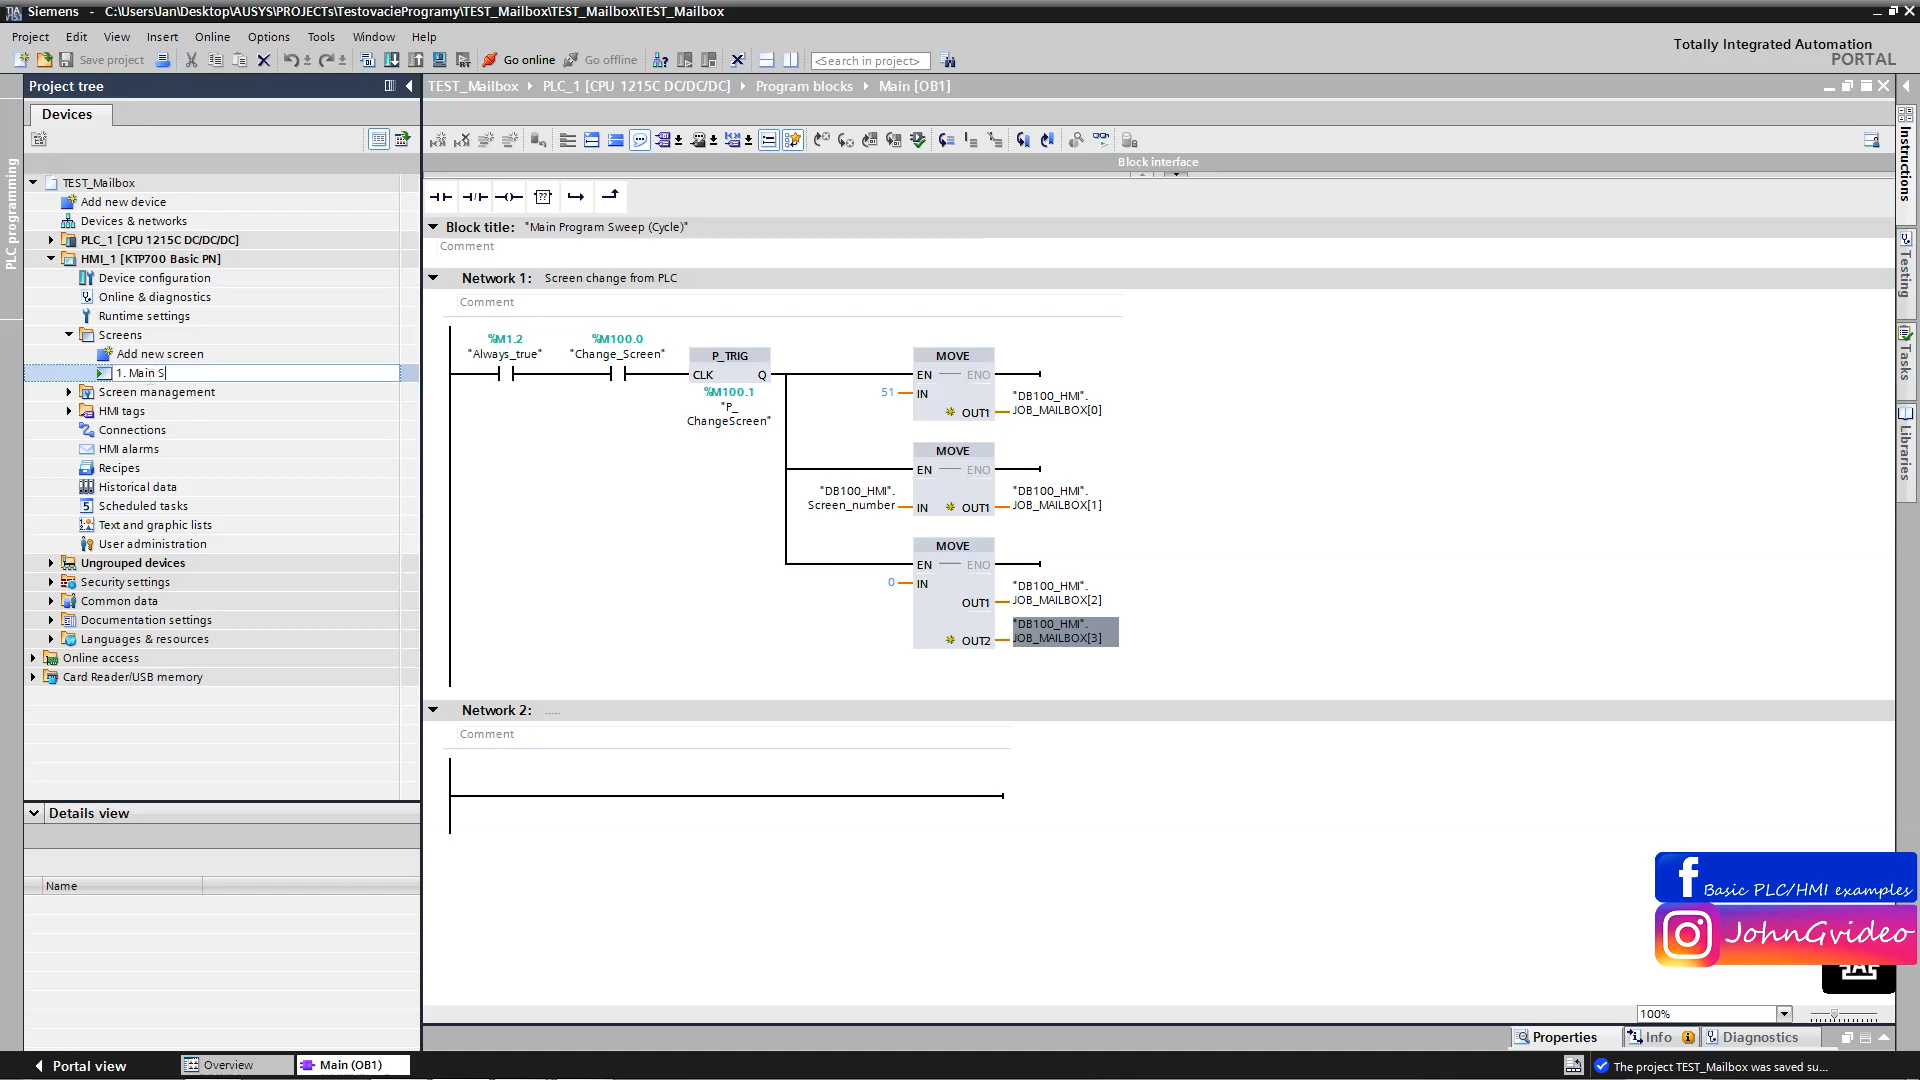 Siemens - C:\Users\Jan\Desktop\AUSYS\PROJECTs\TestovacieProgramy\TEST_Mailbox\TEST_Mailbox\TEST_Mailbox
Project Edit View Insert Online Options Tools Window Help
Totally Integrated Automation
PORTAL
Save project
Go online
Go offline
<Search in project>
Project tree
TEST_Mailbox PLC_1 [CPU 1215C DC/DC/DC] Program blocks Main [OB1]
Devices
PLC programming
Block interface
TEST_Mailbox
Add new device
Devices & networks
PLC_1 [CPU 1215C DC/DC/DC]
HMI_1 [KTP700 Basic PN]
Device configuration
Online & diagnostics
Runtime settings
Screens
Add new screen
1. Main S
Screen management
HMI tags
Connections
HMI alarms
Recipes
Historical data
Scheduled tasks
Text and graphic lists
User administration
Ungrouped devices
Security settings
Common data
Documentation settings
Languages & resources
Online access
Card Reader/USB memory
Details view
Name
Block title: "Main Program Sweep (Cycle)"
Comment
Network 1: Screen change from PLC
Comment
%M1.2
"Always_true"
%M100.0
"Change_Screen"
P_TRIG
CLK Q
%M100.1
"P_
ChangeScreen"
MOVE
EN ENO
51 IN
OUT1
"DB100_HMI".
JOB_MAILBOX[0]
MOVE
EN ENO
"DB100_HMI".
Screen_number
IN OUT1
"DB100_HMI".
JOB_MAILBOX[1]
MOVE
EN ENO
0 IN
OUT1
"DB100_HMI".
JOB_MAILBOX[2]
OUT2
"DB100_HMI".
JOB_MAILBOX[3]
Network 2: .....
Comment
Instructions
Testing
Tasks
Libraries
f Basic PLC/HMI examples
JohnGvideo
100%
Properties Info Diagnostics
Portal view Overview Main (OB1)
The project TEST_Mailbox was saved su...